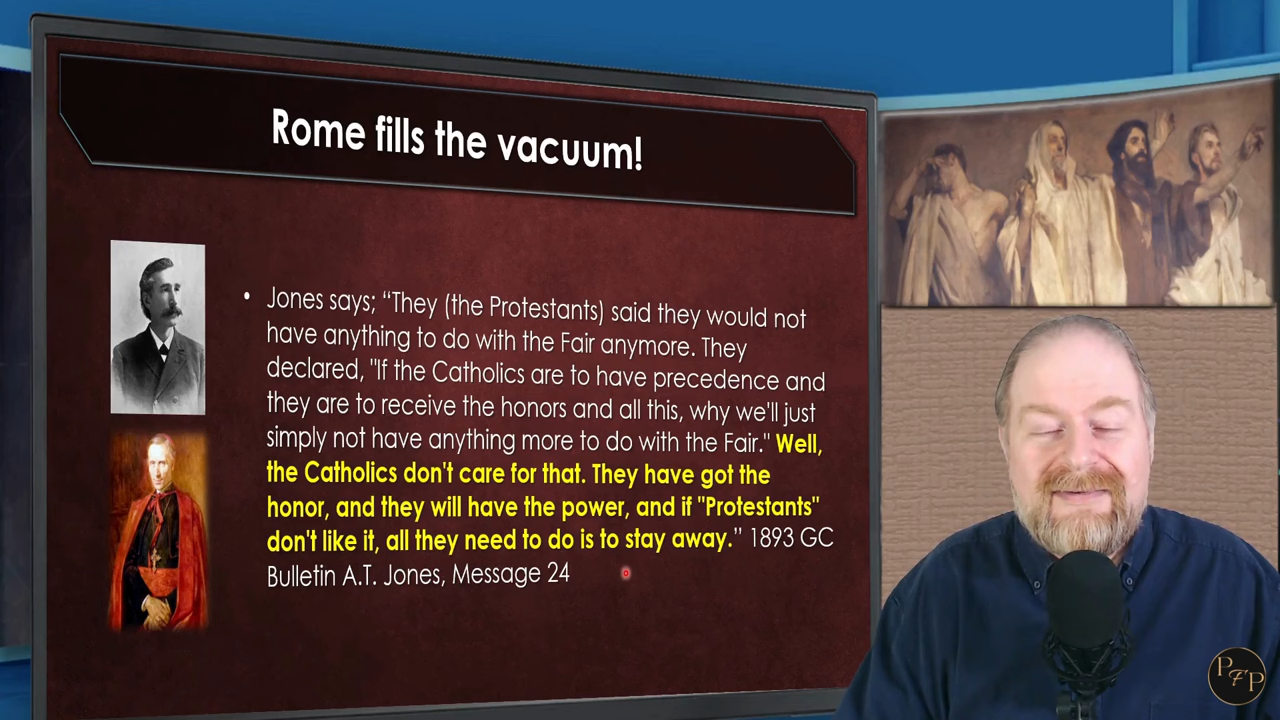 Rome fills the vacuum!
• Jones says; “They (the Protestants) said they would not
have anything to do with the Fair anymore. They
declared, "If the Catholics are to have precedence and
they are to receive the honors and all this, why we'll just
simply not have anything more to do with the Fair." Well,
the Catholics don't care for that. They have got the
honor, and they will have the power, and if "Protestants"
don't like it, all they need to do is to stay away.” 1893 GC
Bulletin A.T. Jones, Message 24
PFP